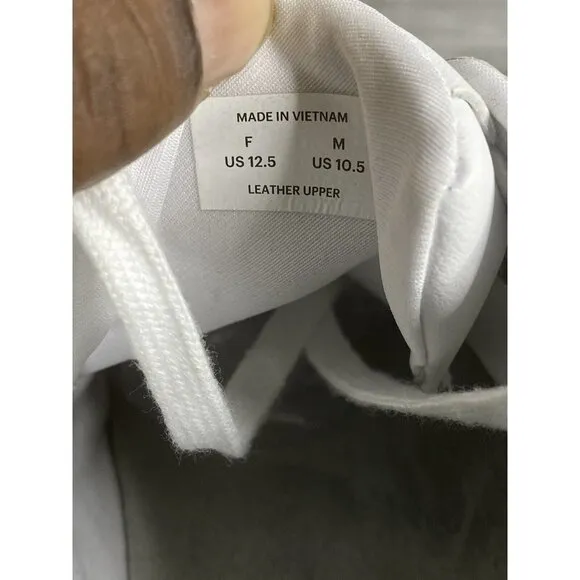 MADE IN VIETNAM
F M
US 12.5 US 10.5
LEATHER UPPER